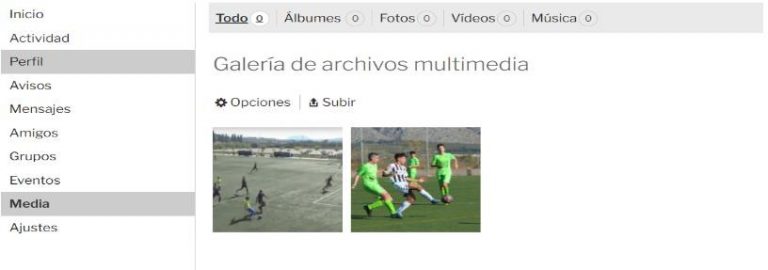 Inicio
Actividad
Perfil
Avisos
Mensajes
Amigos
Grupos
Eventos
Media
Ajustes
Todo 0 Álbumes 0 Fotos 0 Vídeos 0 Música 0
Galería de archivos multimedia
Opciones Subir